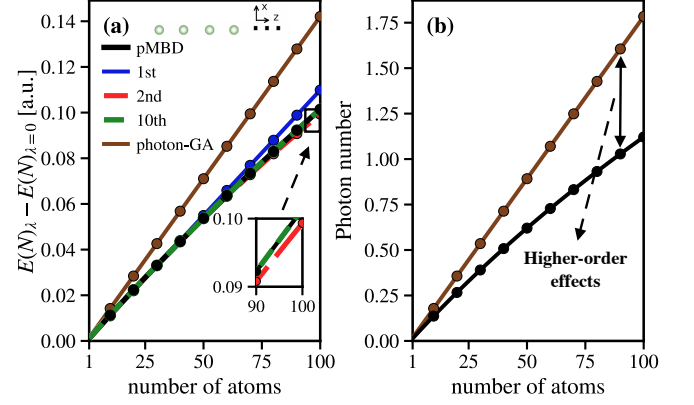 (a)
x
z
pMBD
1st
2nd
10th
photon-GA
E(N)λ − E(N)λ=0 [a.u.]
0.14
0.12
0.10
0.08
0.06
0.04
0.02
0.00
0.10
0.09
90 100
1 25 50 75 100
number of atoms
(b)
Photon number
1.75
1.50
1.25
1.00
0.75
0.50
0.25
0.00
Higher-order
effects
1 25 50 75 100
number of atoms